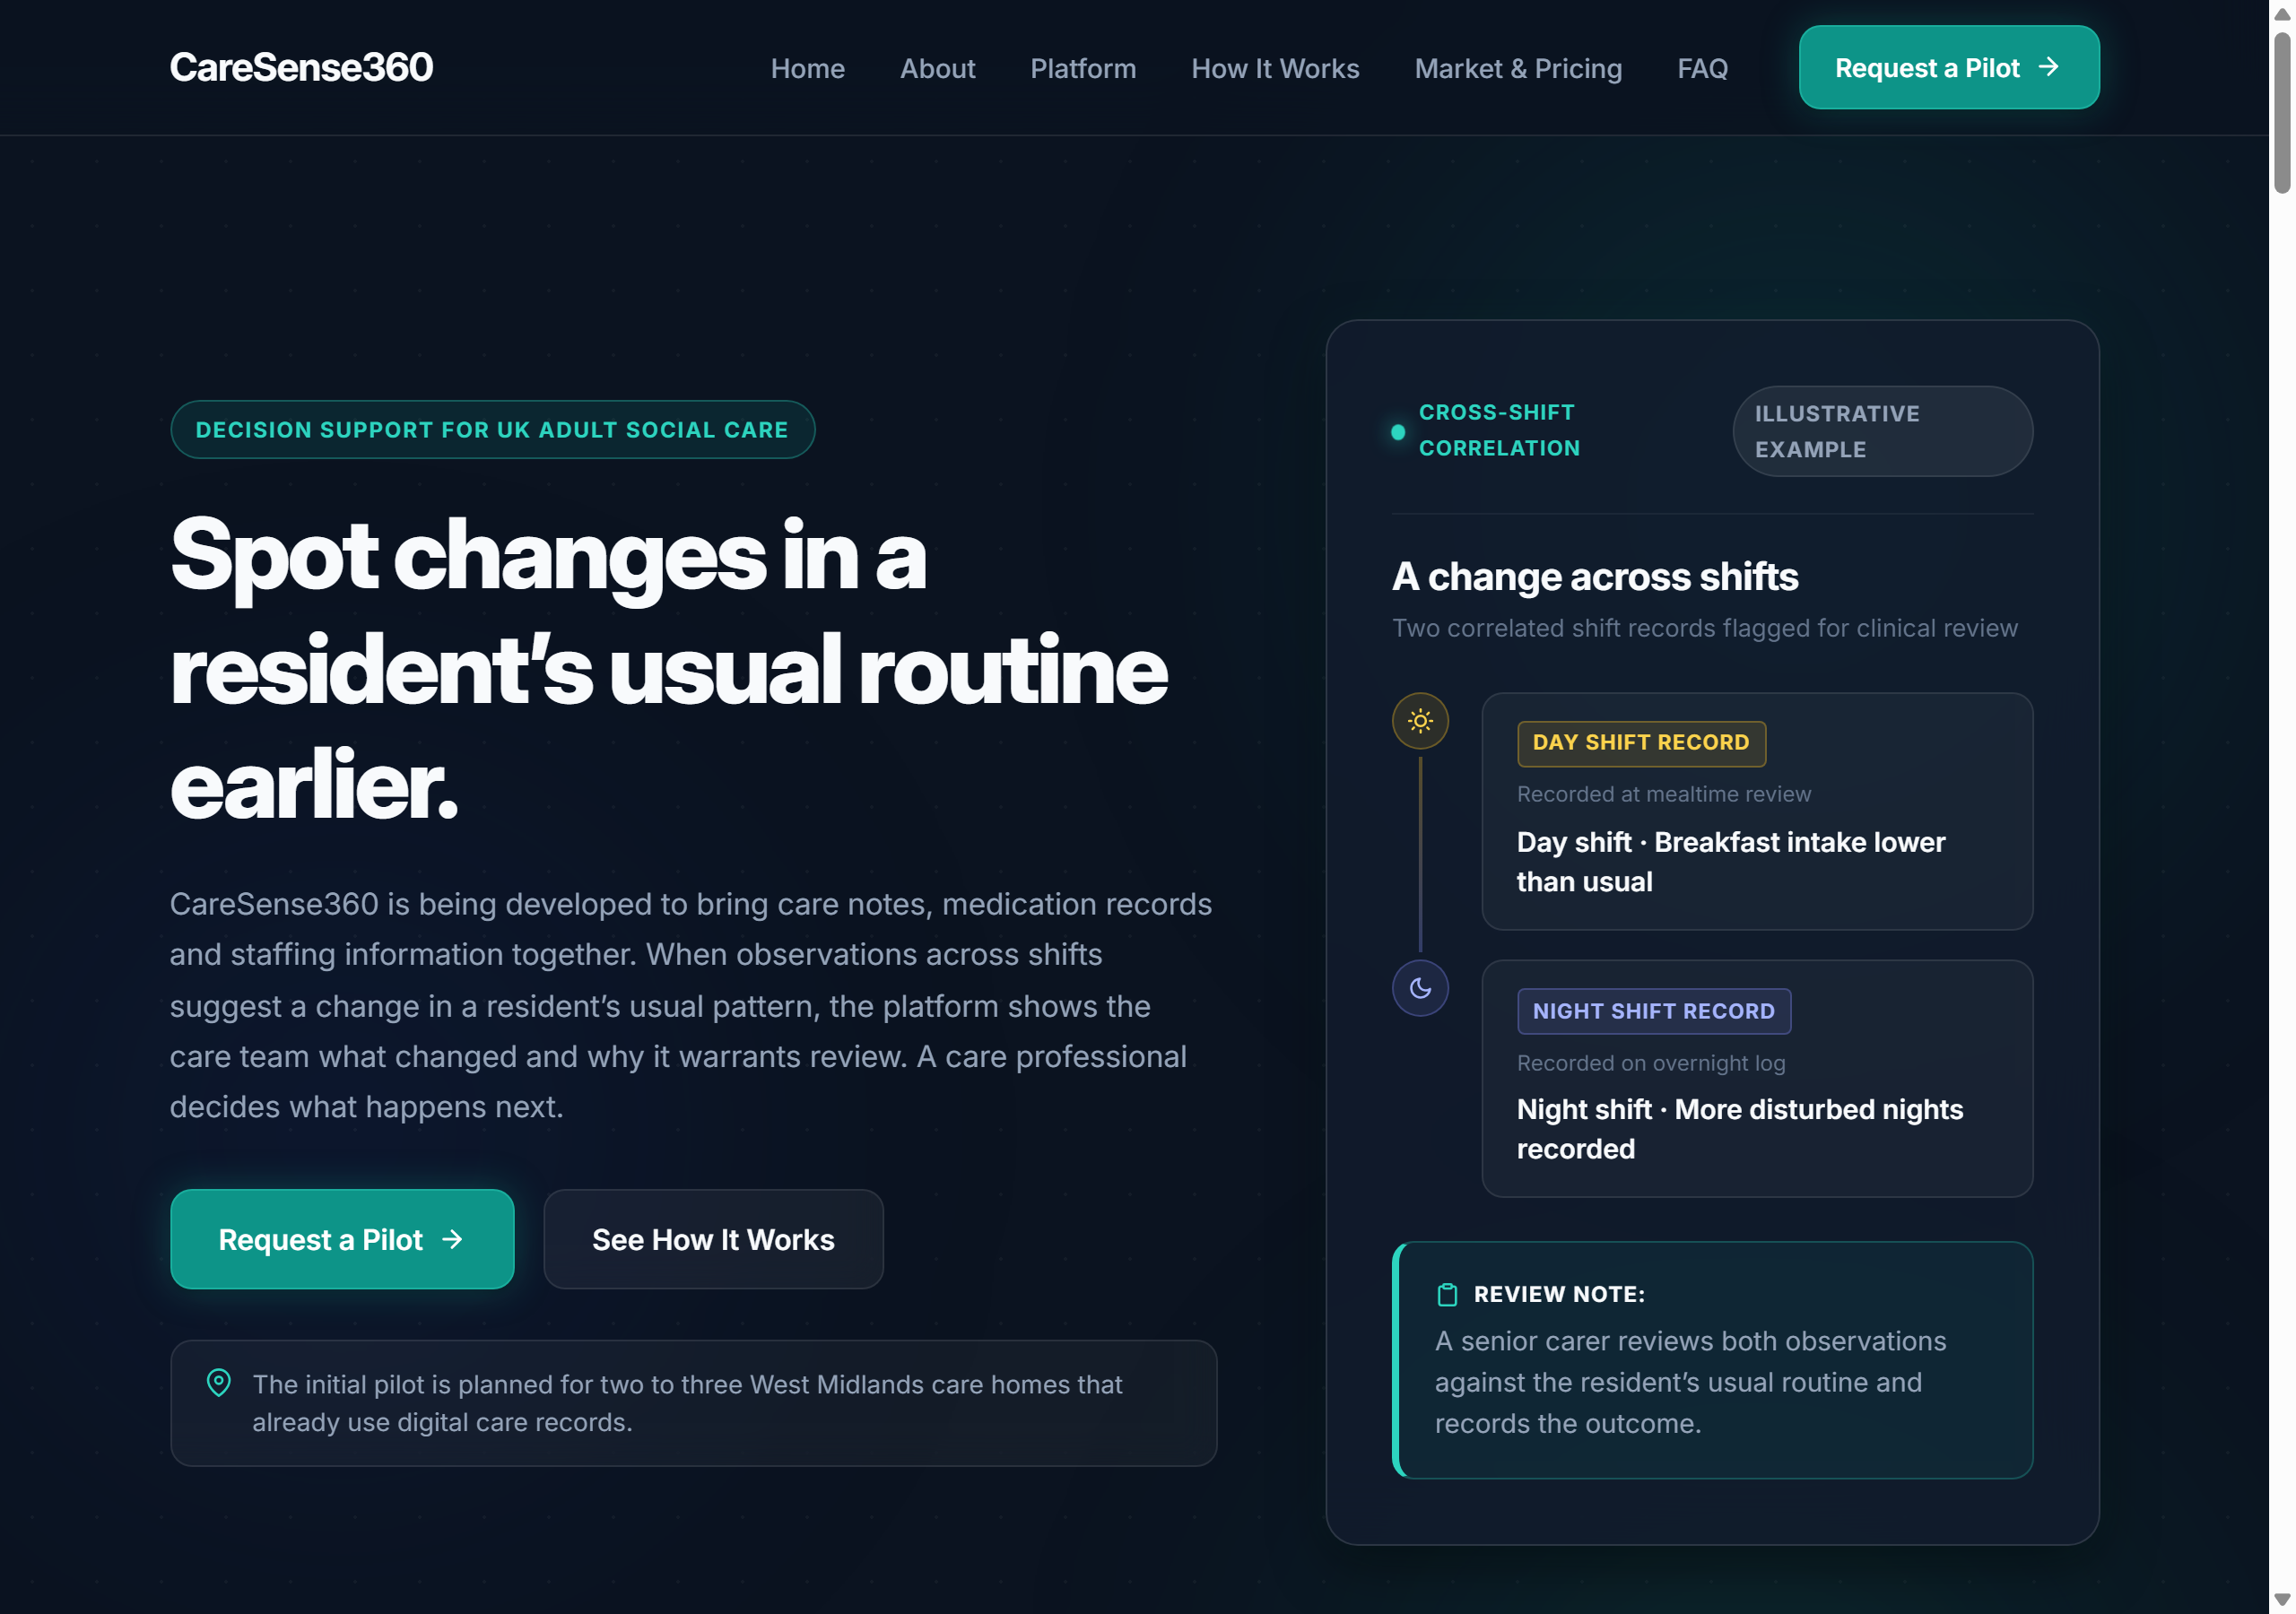 CareSense360
Home
About
Platform
How It Works
Market & Pricing
FAQ
Request a Pilot →
DECISION SUPPORT FOR UK ADULT SOCIAL CARE
Spot changes in a
resident’s usual routine
earlier.
CareSense360 is being developed to bring care notes, medication records
and staffing information together. When observations across shifts
suggest a change in a resident’s usual pattern, the platform shows the
care team what changed and why it warrants review. A care professional
decides what happens next.
Request a Pilot →
See How It Works
The initial pilot is planned for two to three West Midlands care homes that
already use digital care records.
CROSS-SHIFT
CORRELATION
ILLUSTRATIVE
EXAMPLE
A change across shifts
Two correlated shift records flagged for clinical review
DAY SHIFT RECORD
Recorded at mealtime review
Day shift · Breakfast intake lower
than usual
NIGHT SHIFT RECORD
Recorded on overnight log
Night shift · More disturbed nights
recorded
REVIEW NOTE:
A senior carer reviews both observations
against the resident’s usual routine and
records the outcome.